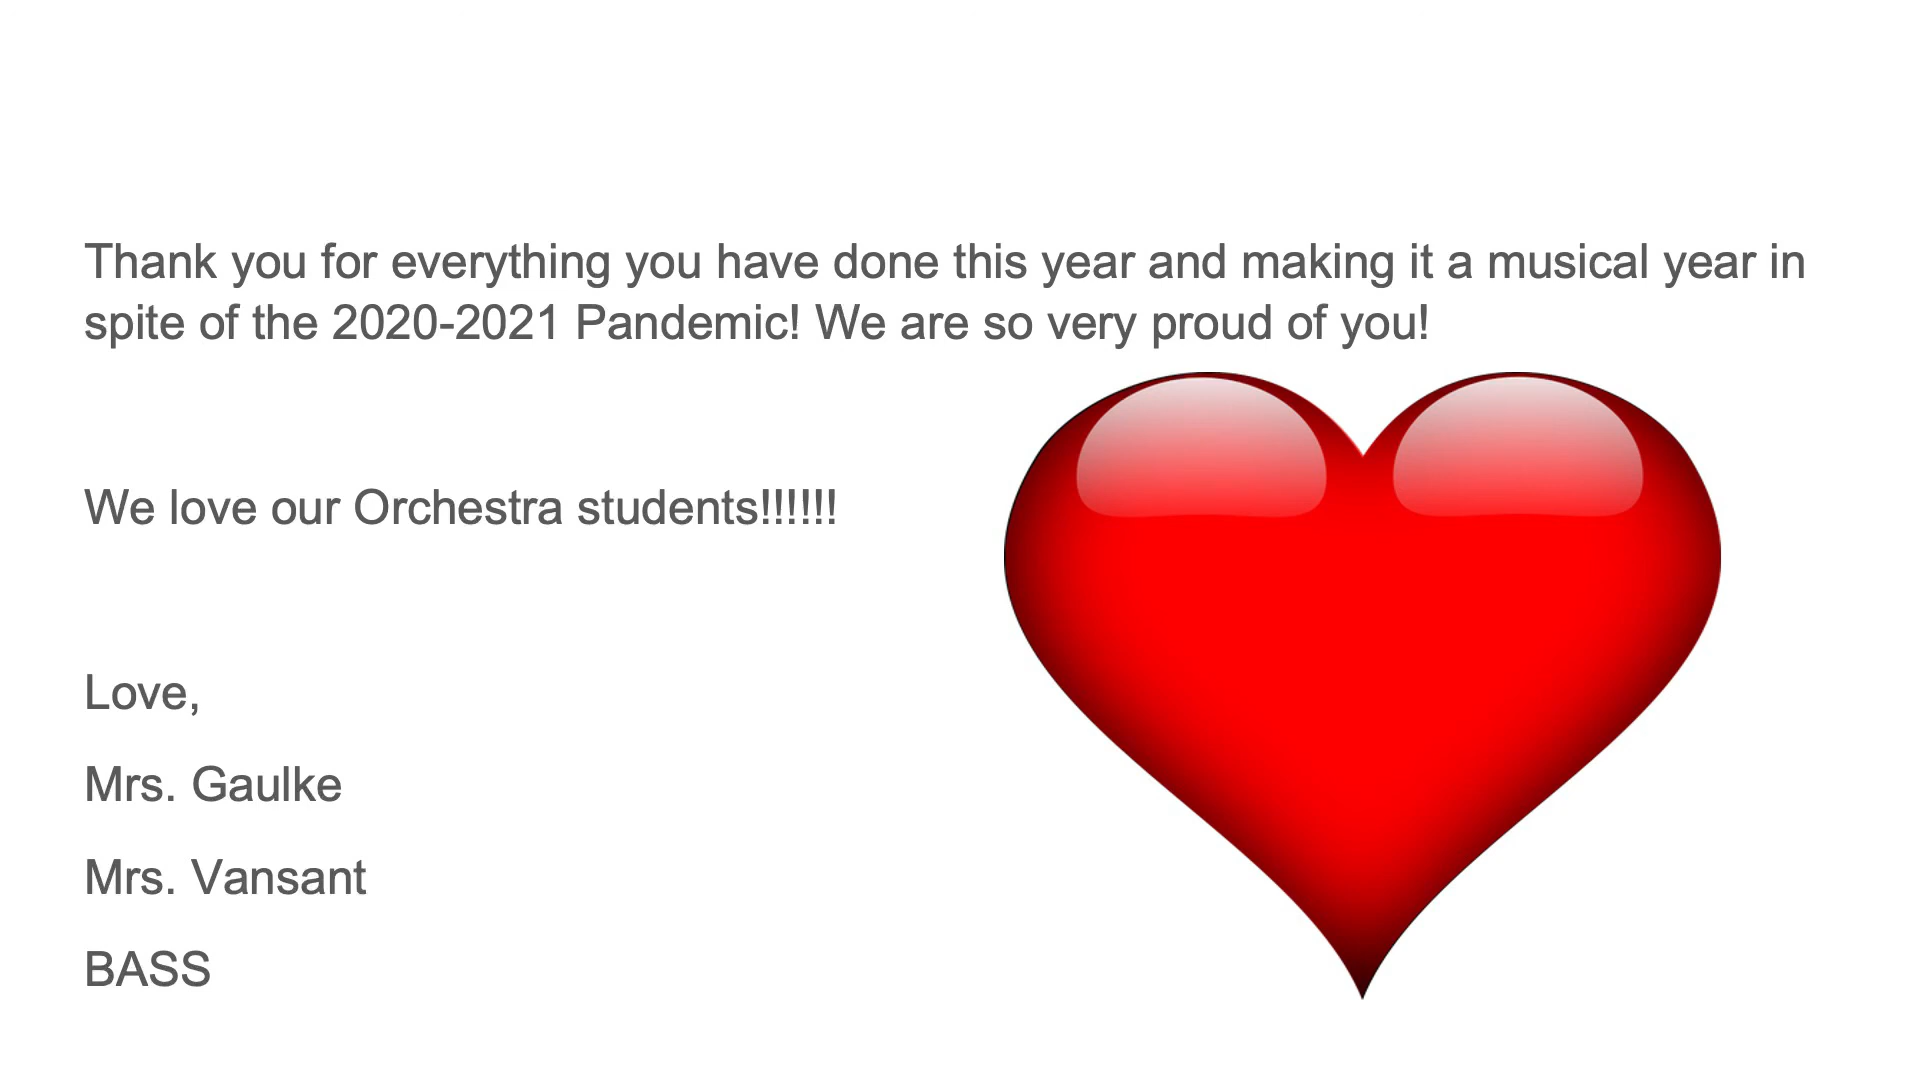 Thank you for everything you have done this year and making it a musical year in
spite of the 2020-2021 Pandemic! We are so very proud of you!
We love our Orchestra students!!!!!!
Love,
Mrs. Gaulke
Mrs. Vansant
BASS